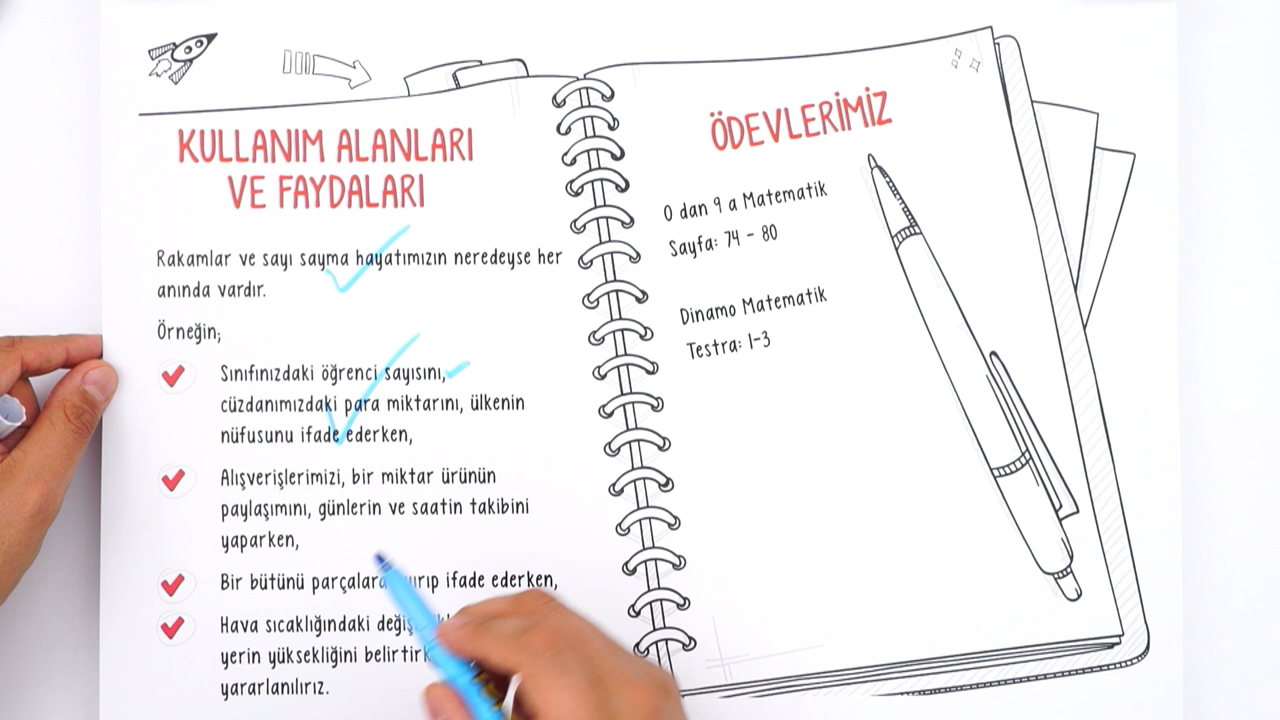 KULLANIM ALANLARI
VE FAYDALARI
Rakamlar ve sayı sayma hayatımızın neredeyse her
anında vardır.
Örneğin;
Sınıfınızdaki öğrenci sayısını,
cüzdanımızdaki para miktarını, ülkenin
nüfusunu ifade ederken,
Alışverişlerimizi, bir miktar ürünün
paylaşımını, günlerin ve saatin takibini
yaparken,
Bir bütünü parçalara ifade ederken,
Hava sıcaklığındaki
yerin yüksekliğini
yararlanılırız.
ÖDEVLERİMİZ
0 dan 9 a Matematik
Sayfa: 74 - 80
Dinamo Matematik
Testra: 1-3